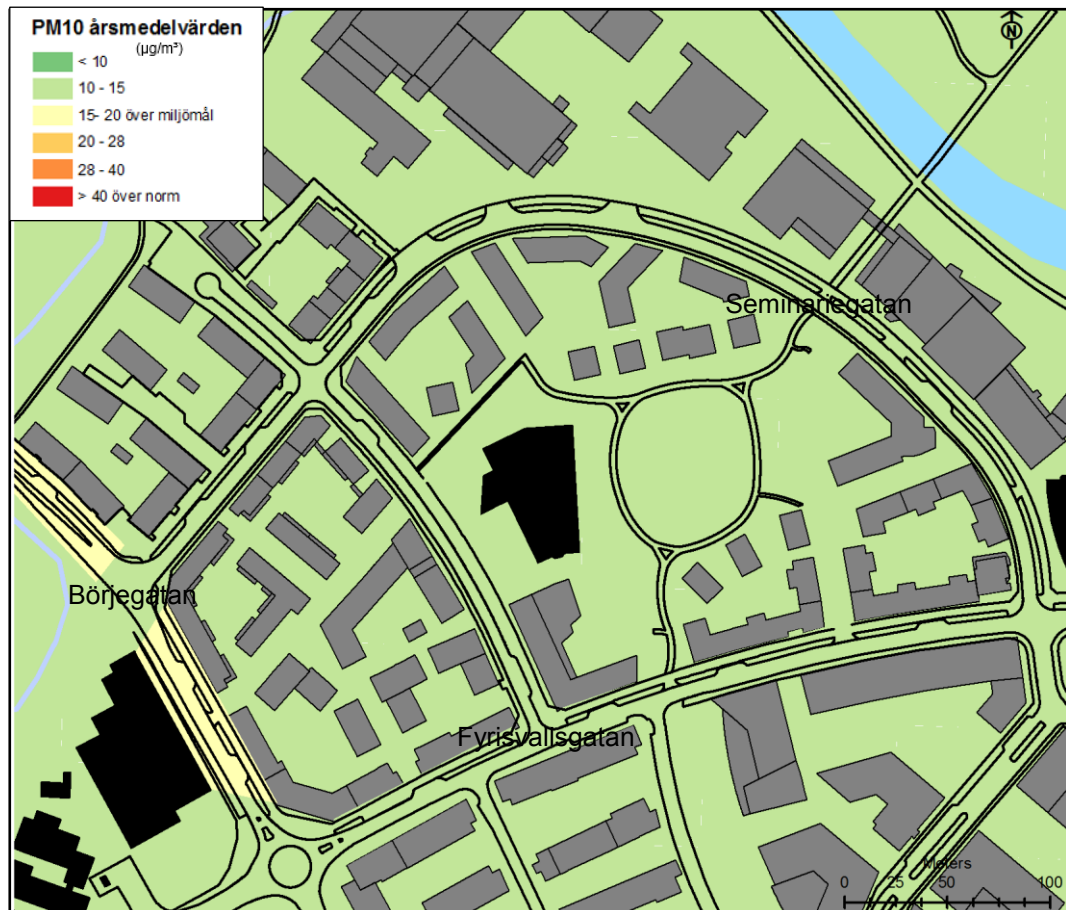 PM10 årsmedelvärden
(µg/m³)
< 10
10 - 15
15- 20 över miljömål
20 - 28
28 - 40
> 40 över norm
N
Seminariegatan
Börjegatan
Fyrisvallsgatan
Meters
0 25 50 100